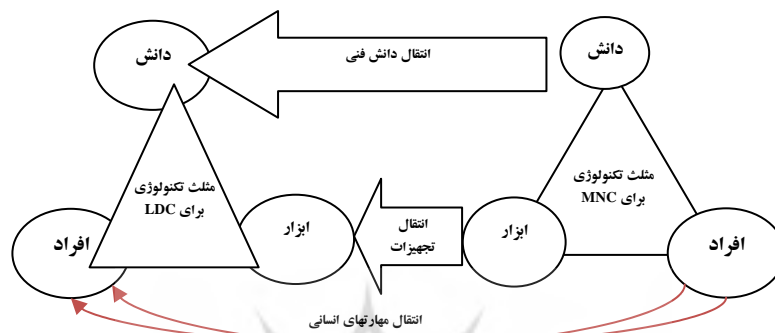 دانش
انتقال دانش فنی
دانش
مثلث تکنولوژی
برای MNC
مثلث تکنولوژی
برای LDC
افراد
ابزار
انتقال
تجهیزات
ابزار
افراد
انتقال مهارتهای انسانی